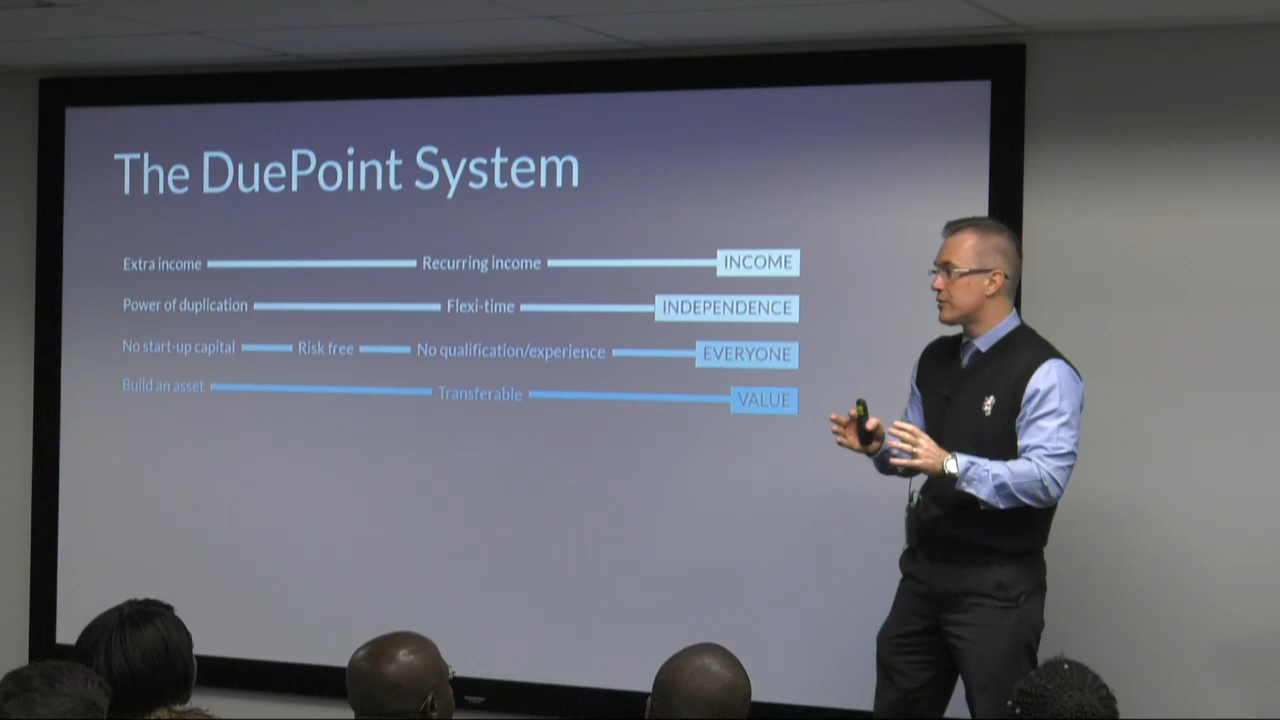 The DuePoint System
Extra income Recurring income INCOME
Power of duplication Flexi-time INDEPENDENCE
No start-up capital Risk free No qualification/experience EVERYONE
Build an asset Transferable VALUE